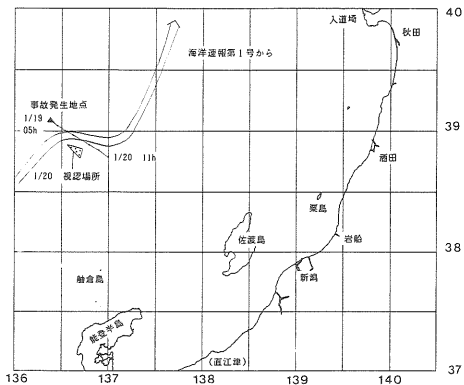 40
入道埼
秋田
海洋速報第1号から
事故発生地点
1/19
05h
39
1/20 11h
酒田
1/20
視認場所
粟島
佐渡島
岩船
38
舳倉島
新潟
能登半島
(直江津)
37
136
137
138
139
140